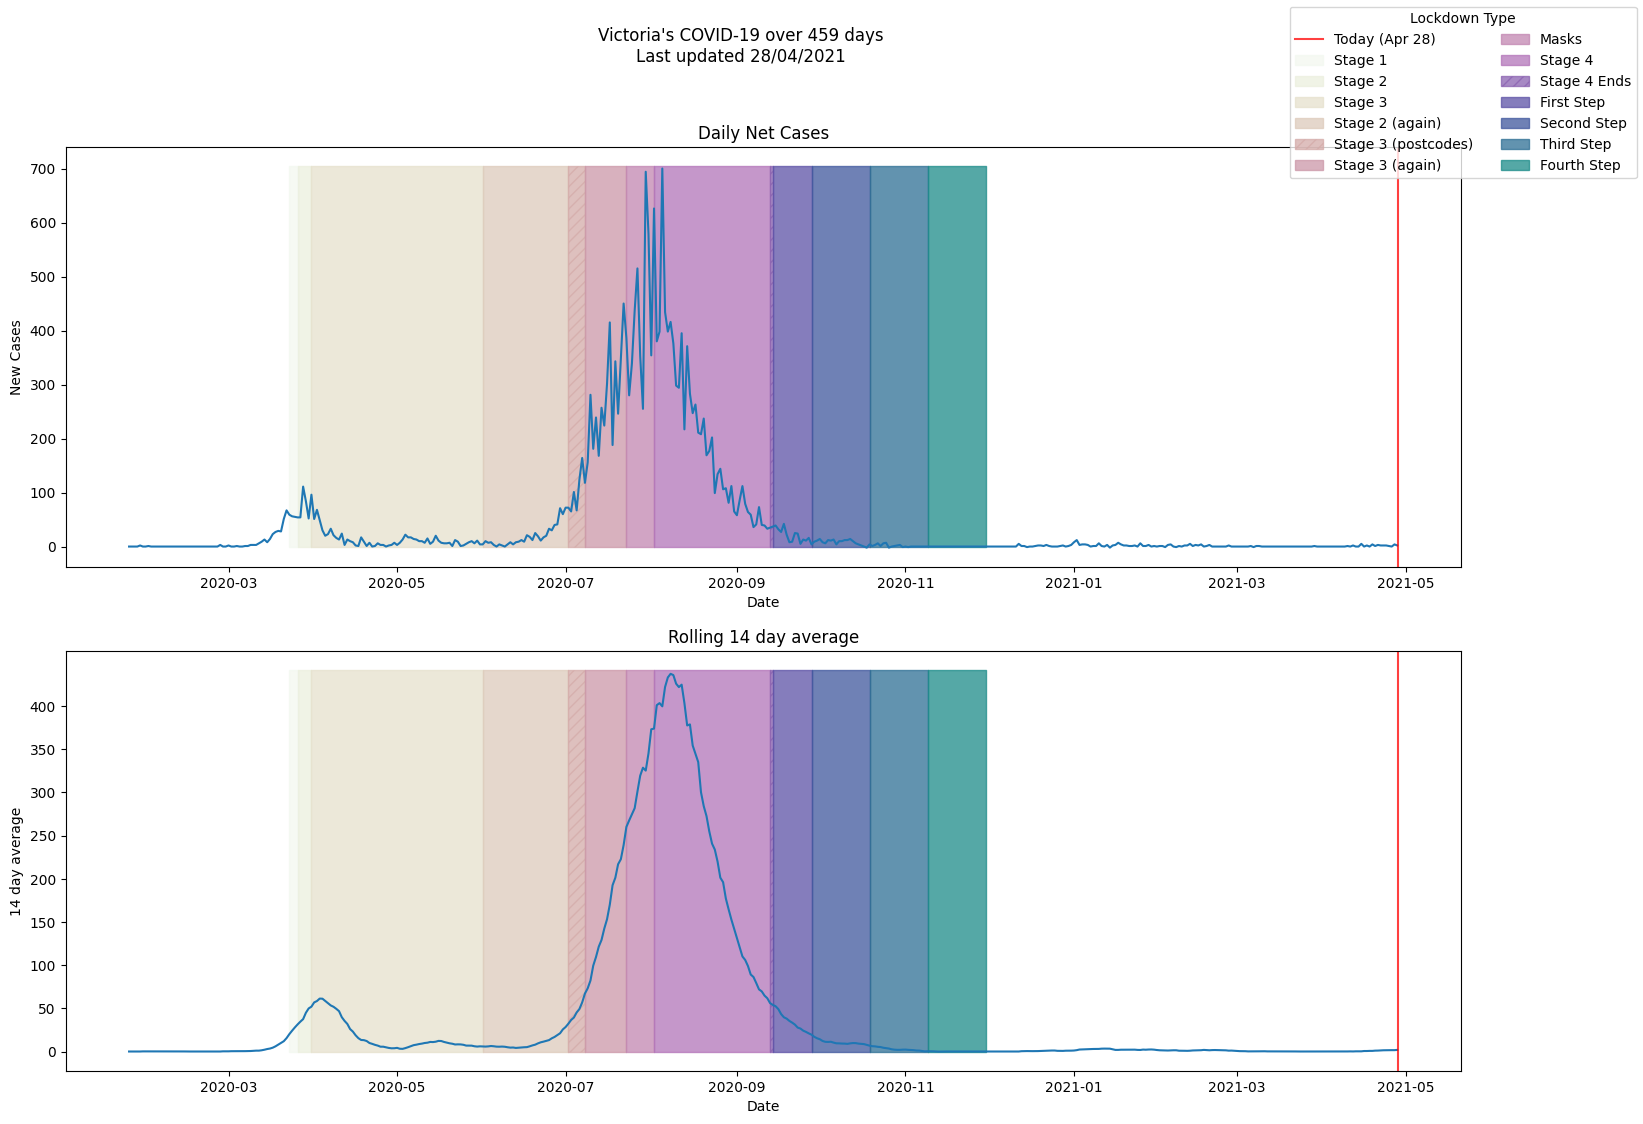 Victoria's COVID-19 over 459 days
Last updated 28/04/2021
Lockdown Type
Today (Apr 28)
Stage 1
Stage 2
Stage 3
Stage 2 (again)
Stage 3 (postcodes)
Stage 3 (again)
Masks
Stage 4
Stage 4 Ends
First Step
Second Step
Third Step
Fourth Step
Daily Net Cases
New Cases
700
600
500
400
300
200
100
0
2020-03 2020-05 2020-07 2020-09 2020-11 2021-01 2021-03 2021-05
Date
Rolling 14 day average
14 day average
400
350
300
250
200
150
100
50
0
2020-03 2020-05 2020-07 2020-09 2020-11 2021-01 2021-03 2021-05
Date